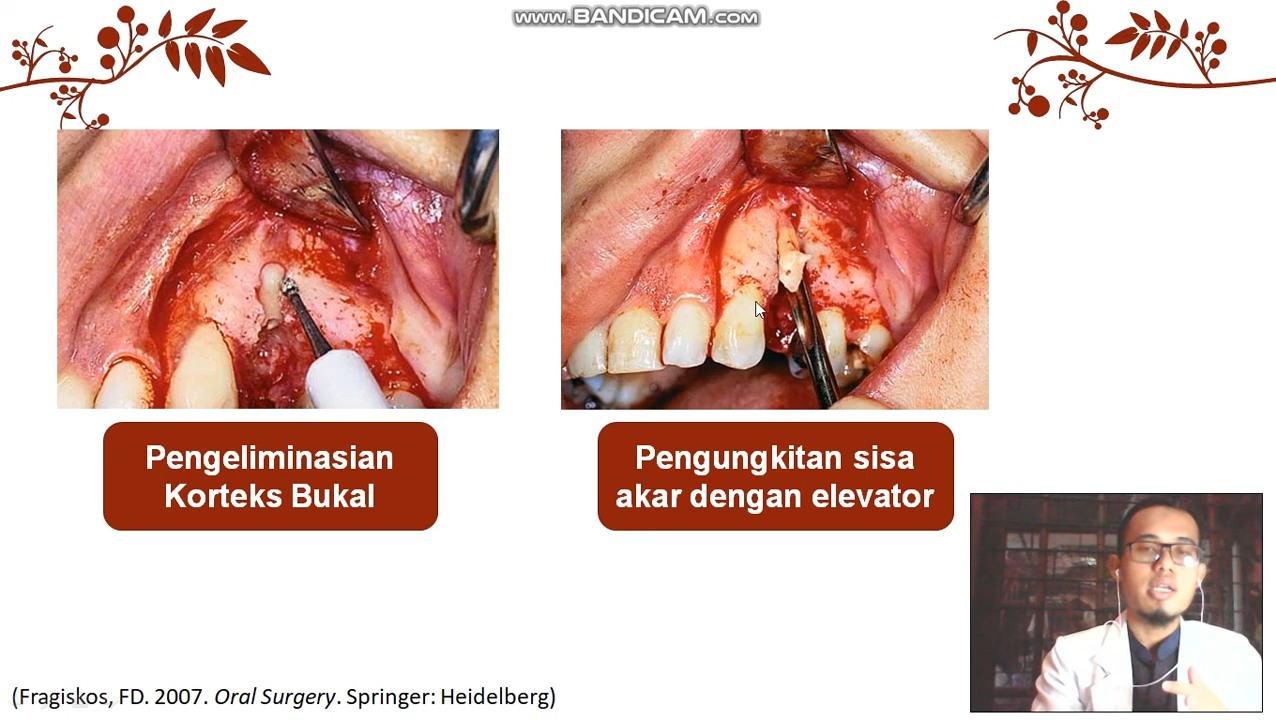 www.BANDICAM.com
Pengeliminasian
Korteks Bukal
Pengungkitan sisa
akar dengan elevator
(Fragiskos, FD. 2007. Oral Surgery. Springer: Heidelberg)